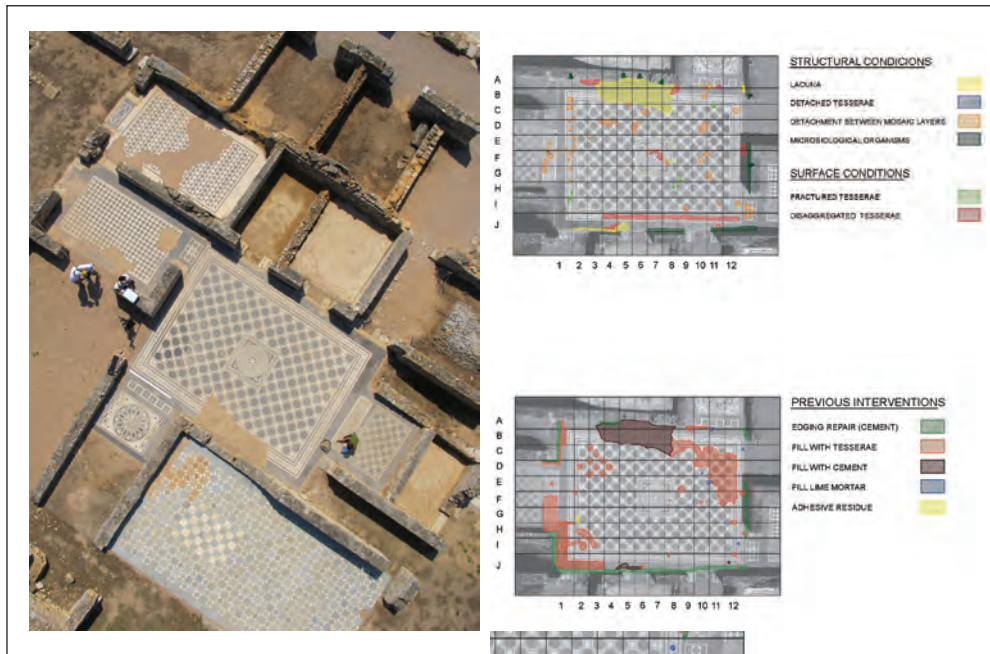 STRUCTURAL CONDICIONS
LACUNA
DETACHED TESSERAE
DETACHMENT BETWEEN MOSAIC LAYERS
MICROBIOLOGICAL ORGANISMS
SURFACE CONDITIONS
FRACTURED TESSERAE
DISAGGREGATED TESSERAE
A
B
C
D
E
F
G
H
I
J
1 2 3 4 5 6 7 8 9 10 11 12
PREVIOUS INTERVENTIONS
EDGING REPAIR (CEMENT)
FILL WITH TESSERAE
FILL WITH CEMENT
FILL LIME MORTAR
ADHESIVE RESIDUE
A
B
C
D
E
F
G
H
I
J
1 2 3 4 5 6 7 8 9 10 11 12